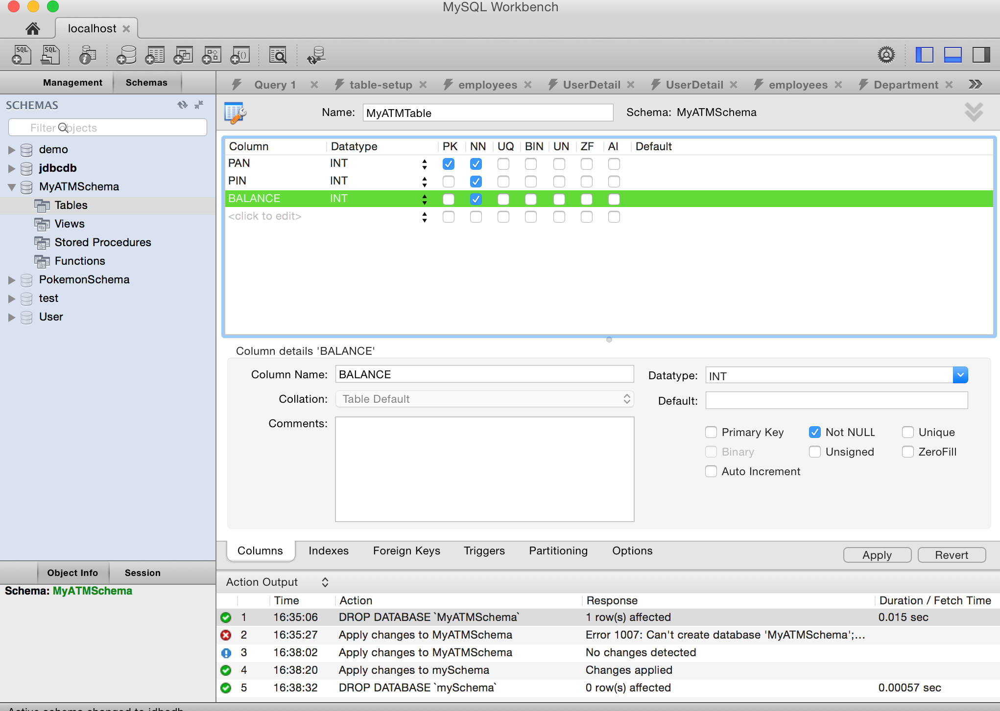 MySQL Workbench
localhost
SQL SQL f()
Management Schemas
Query 1 table-setup employees UserDetail UserDetail employees Department
SCHEMAS
Filter objects
demo
jdbcdb
MyATMSchema
Tables
Views
Stored Procedures
Functions
PokemonSchema
test
User
Object Info Session
Schema: MyATMSchema
Name: MyATMTable Schema: MyATMSchema
Column Datatype PK NN UQ BIN UN ZF AI Default
PAN INT
PIN INT
BALANCE INT
<click to edit>
Column details 'BALANCE'
Column Name: BALANCE Datatype: INT
Collation: Table Default Default:
Comments:
Primary Key Not NULL Unique
Binary Unsigned ZeroFill
Auto Increment
Columns Indexes Foreign Keys Triggers Partitioning Options Apply Revert
Action Output
Time Action Response Duration / Fetch Time
1 16:35:06 DROP DATABASE `MyATMSchema` 1 row(s) affected 0.015 sec
2 16:35:27 Apply changes to MyATMSchema Error 1007: Can't create database 'MyATMSchema';...
3 16:38:02 Apply changes to MyATMSchema No changes detected
4 16:38:20 Apply changes to mySchema Changes applied
5 16:38:32 DROP DATABASE `mySchema` 0 row(s) affected 0.00057 sec
Active schema changed to jdbcdb